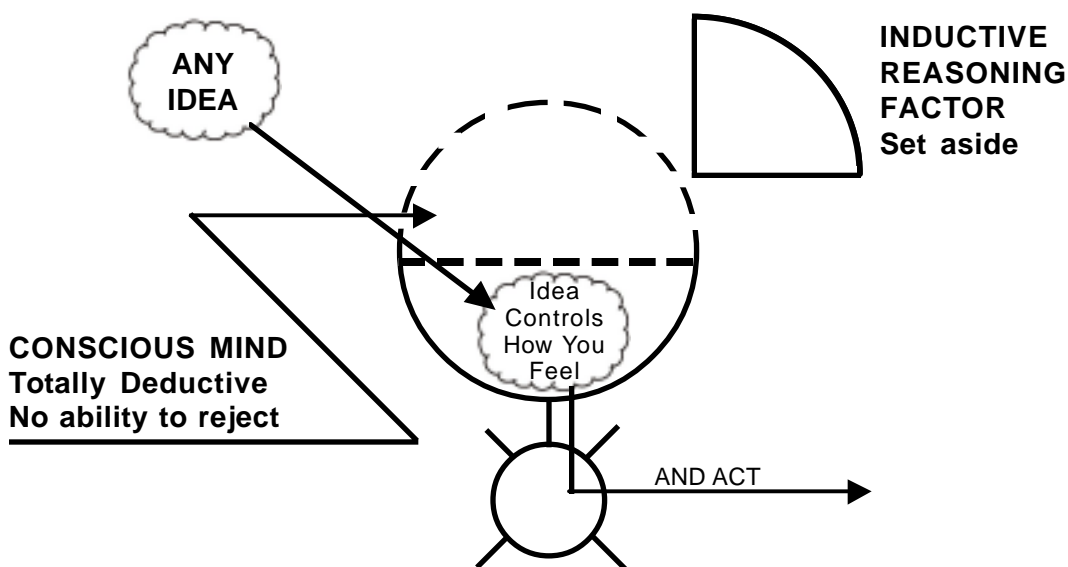 ANY
IDEA
INDUCTIVE
REASONING
FACTOR
Set aside
Idea
Controls
How You
Feel
CONSCIOUS MIND
Totally Deductive
No ability to reject
AND ACT